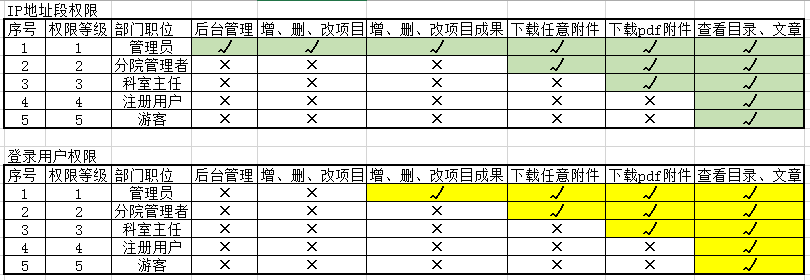 IP地址段权限
序号 权限等级 部门职位 后台管理 增、删、改项目 增、删、改项目成果 下载任意附件 下载pdf附件 查看目录、文章
1 1 管理员 √ √ √ √ √ √
2 2 分院管理者 × × × √ √ √
3 3 科室主任 × × × × √ √
4 4 注册用户 × × × × × √
5 5 游客 × × × × × √
登录用户权限
序号 权限等级 部门职位 后台管理 增、删、改项目 增、删、改项目成果 下载任意附件 下载pdf附件 查看目录、文章
1 1 管理员 × × √ √ √ √
2 2 分院管理者 × × × √ √ √
3 3 科室主任 × × × × √ √
4 4 注册用户 × × × × × √
5 5 游客 × × × × × √